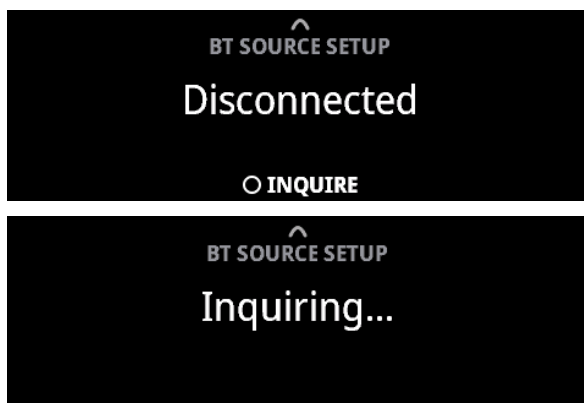 BT SOURCE SETUP
Disconnected
INQUIRE
BT SOURCE SETUP
Inquiring...